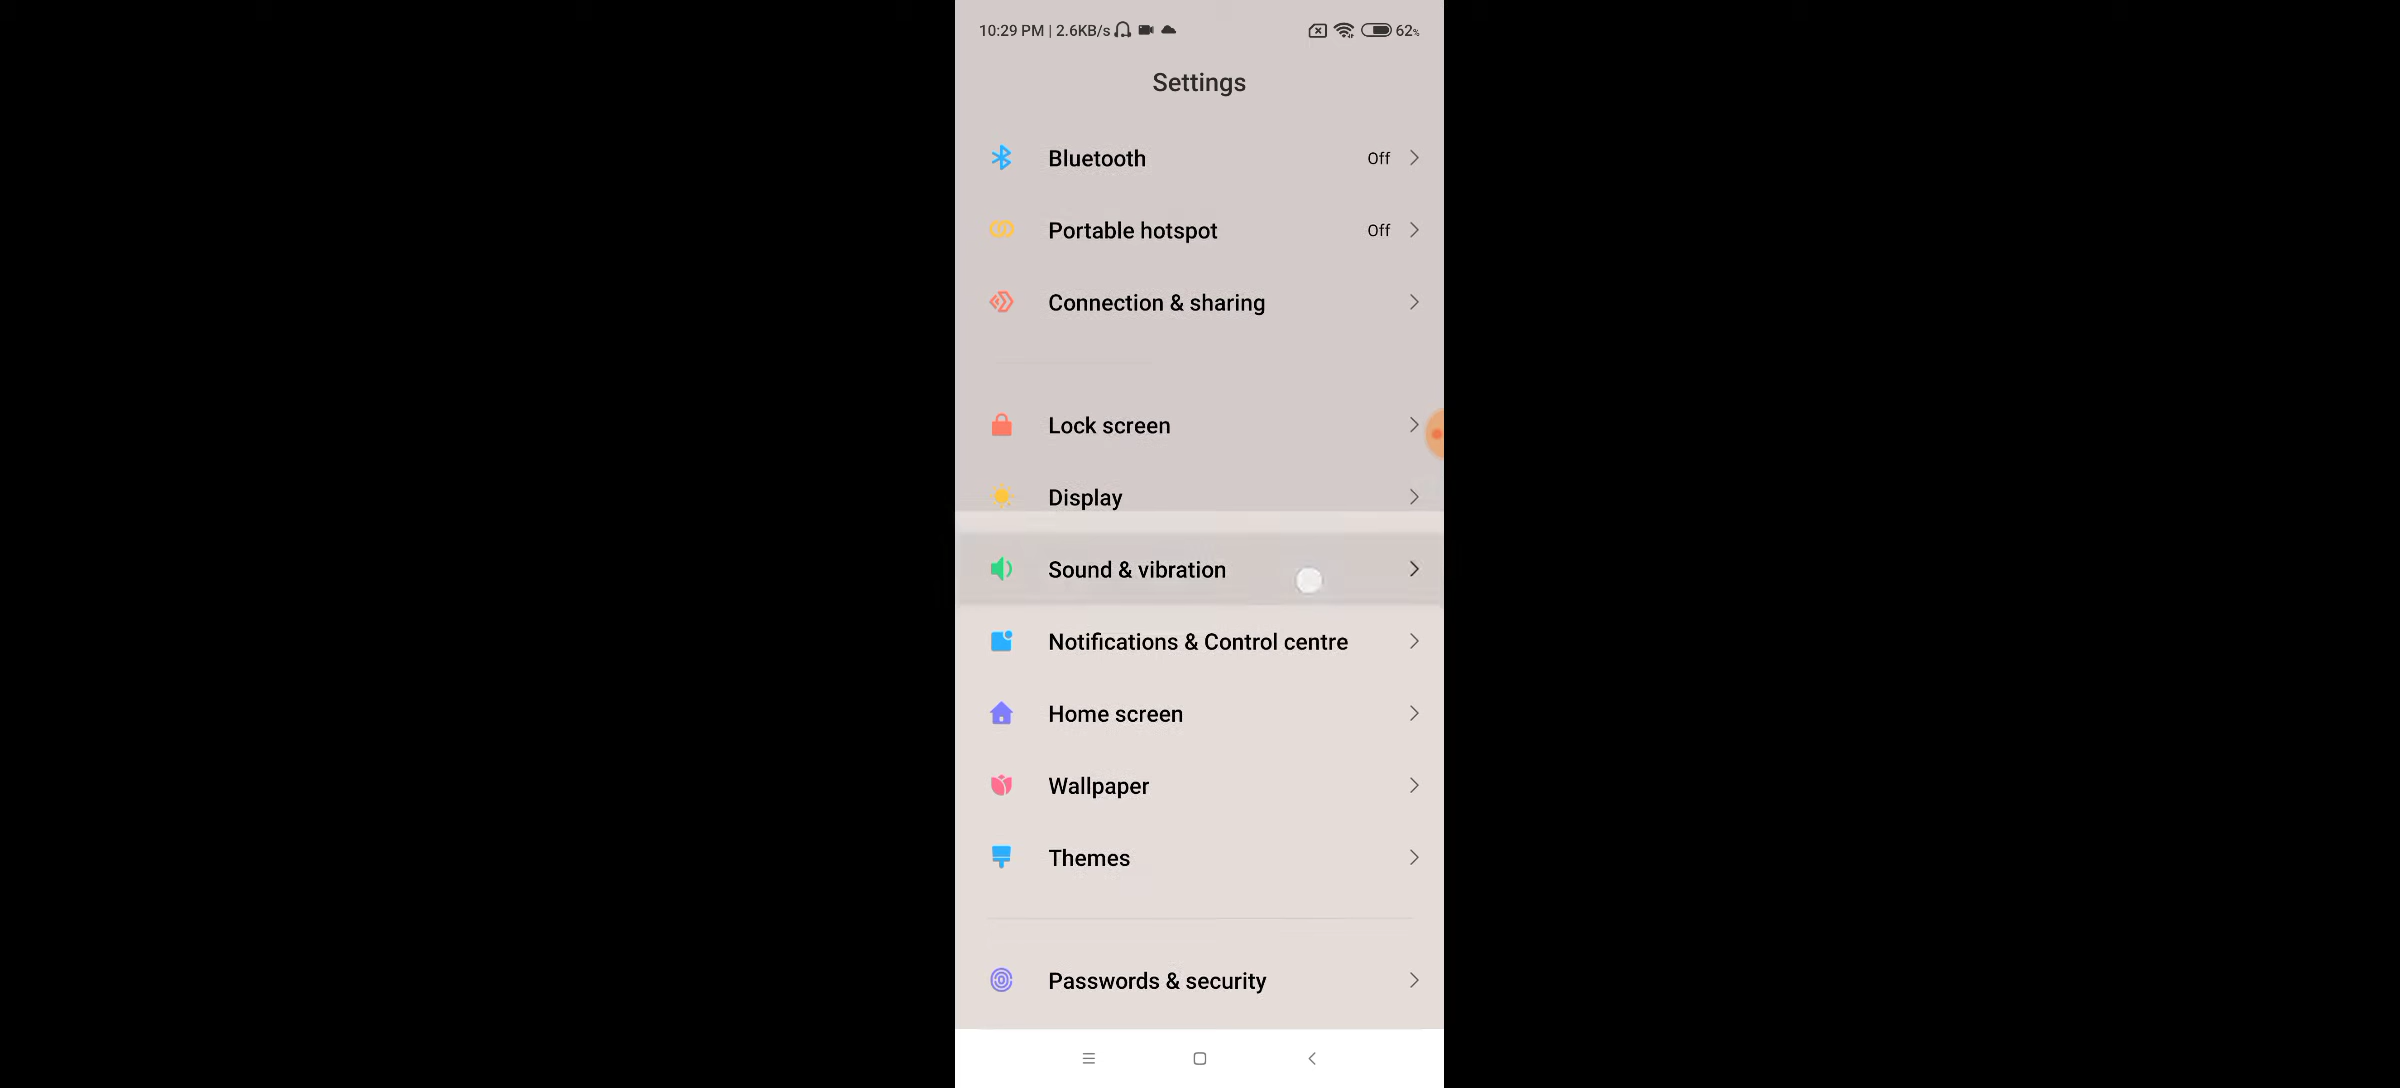 10:29 PM | 2.6KB/s 62%
Settings
Bluetooth Off
Portable hotspot Off
Connection & sharing
Lock screen
Display
Sound & vibration
Notifications & Control centre
Home screen
Wallpaper
Themes
Passwords & security